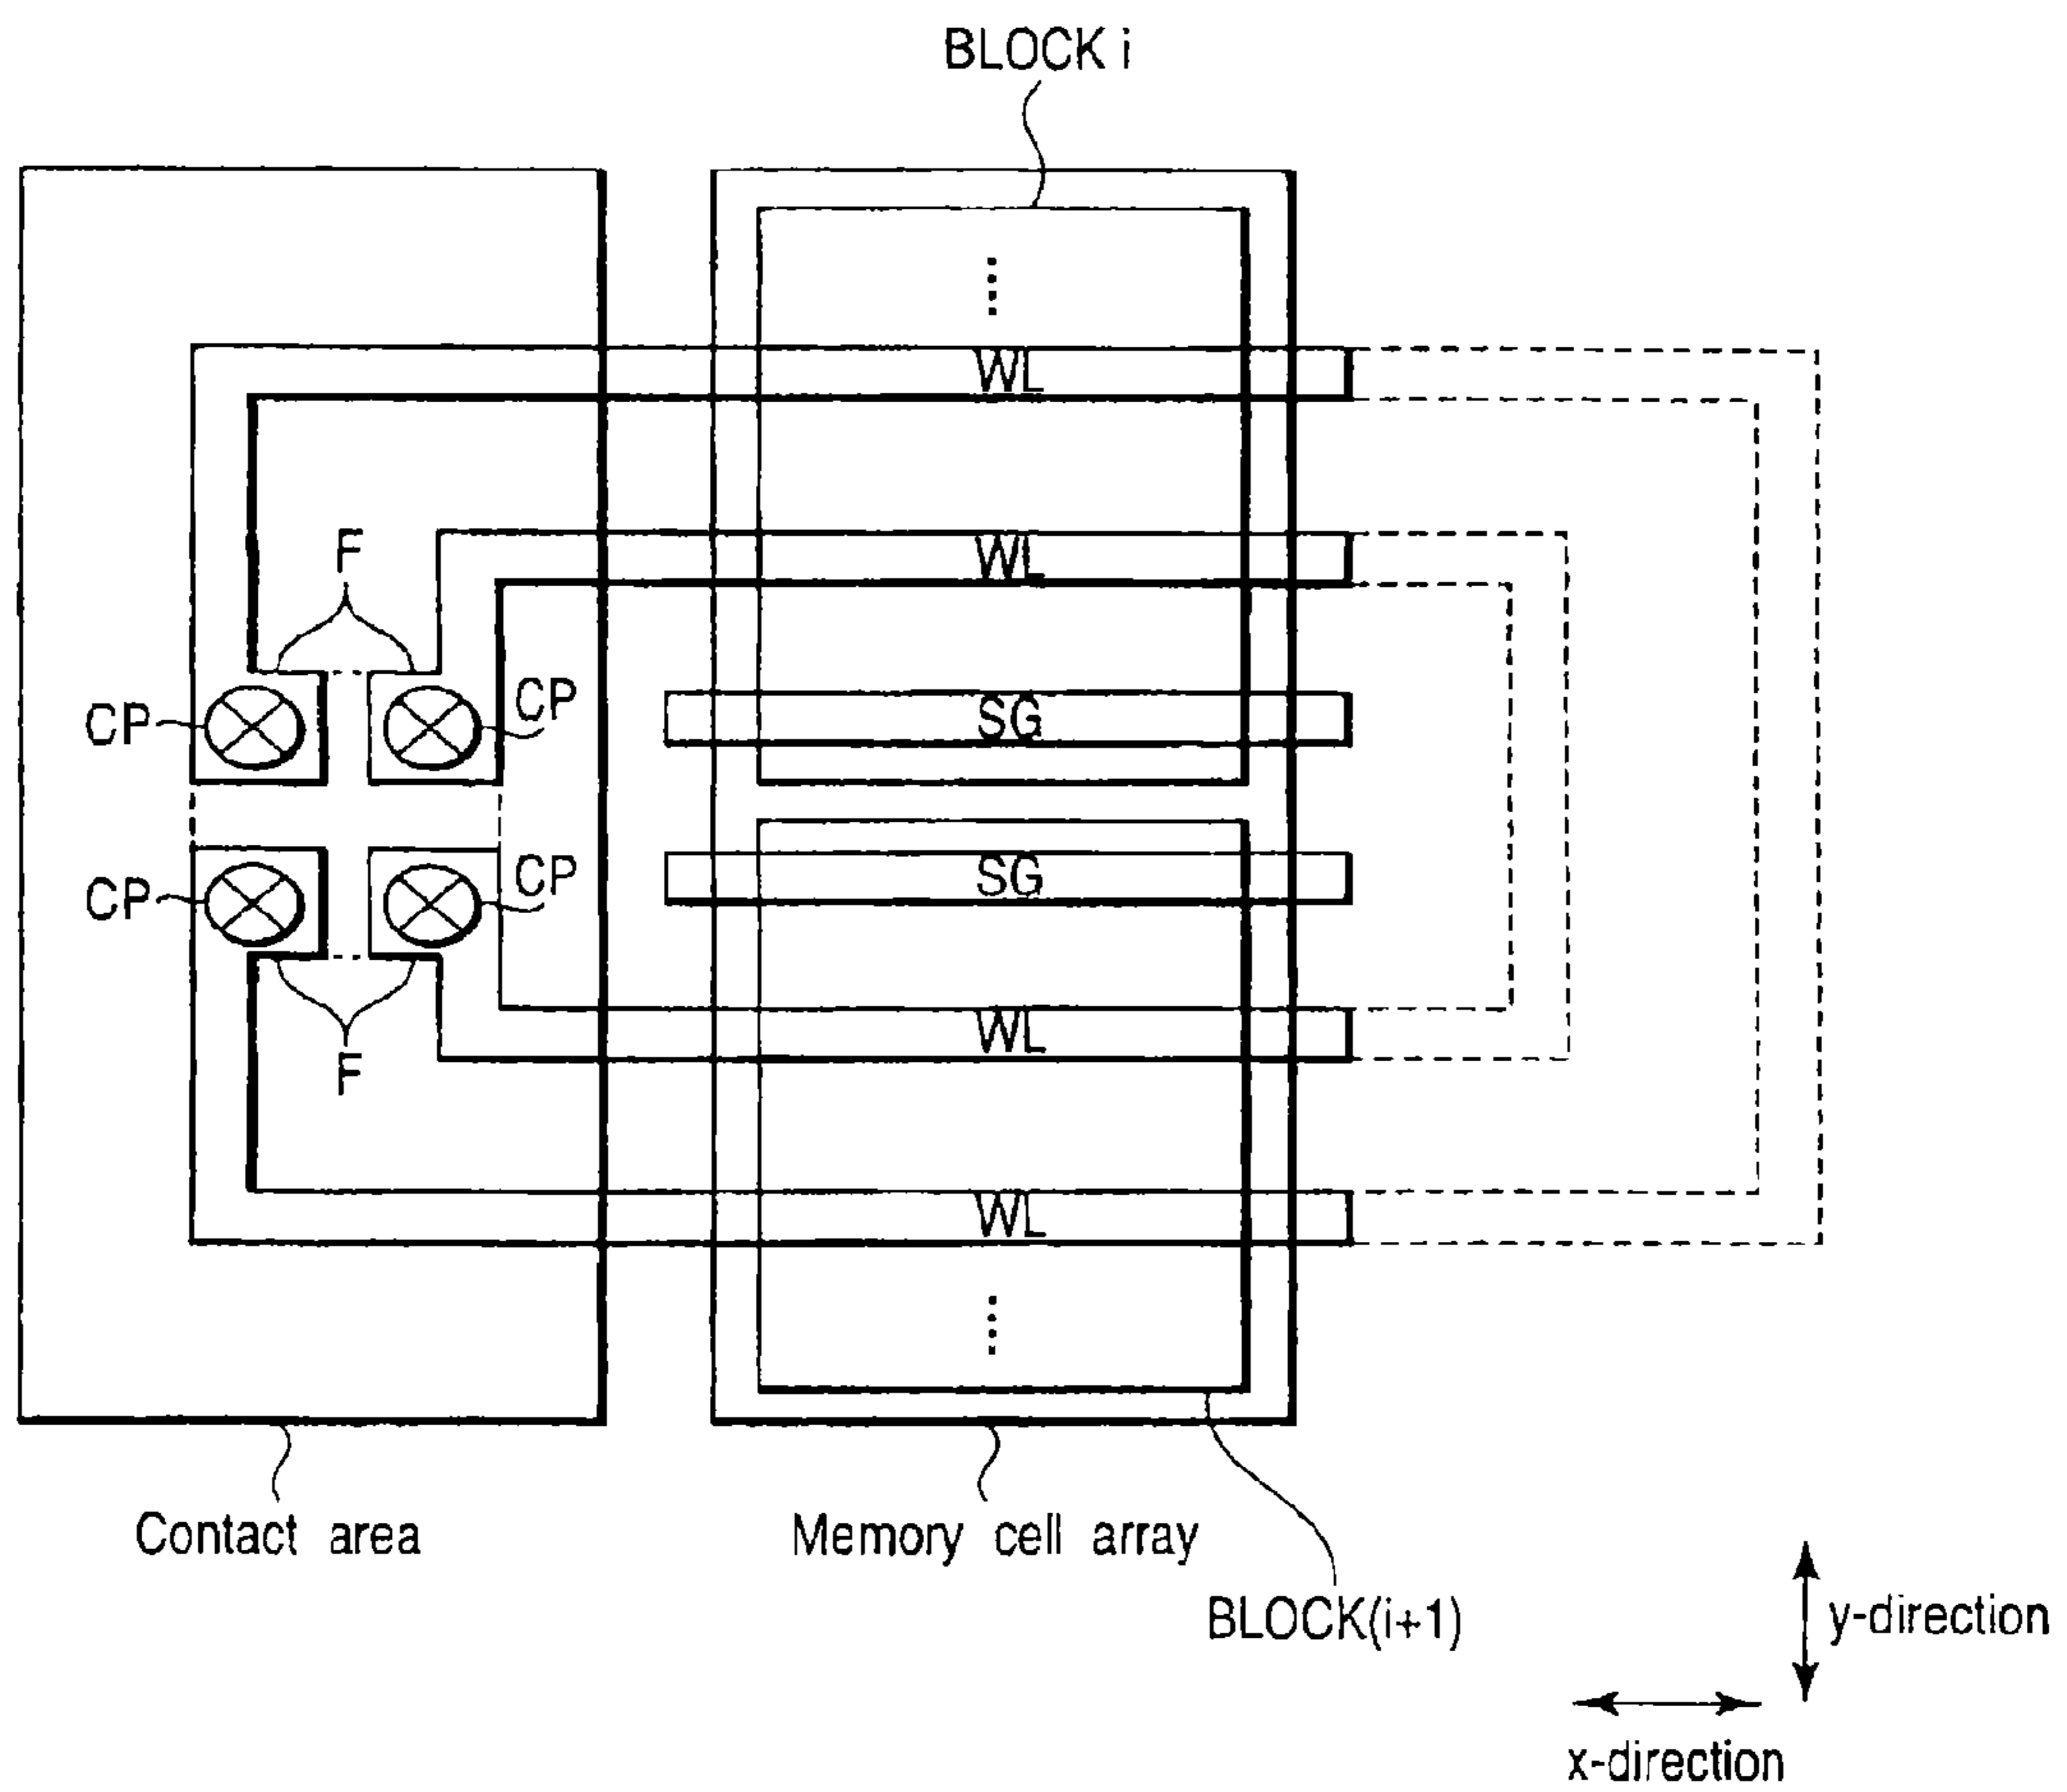 BLOCK i
WL
F
WL
CP
CP
SG
CP
CP
SG
WL
F
WL
Contact area
Memory cell array
BLOCK(i+1)
y-direction
x-direction